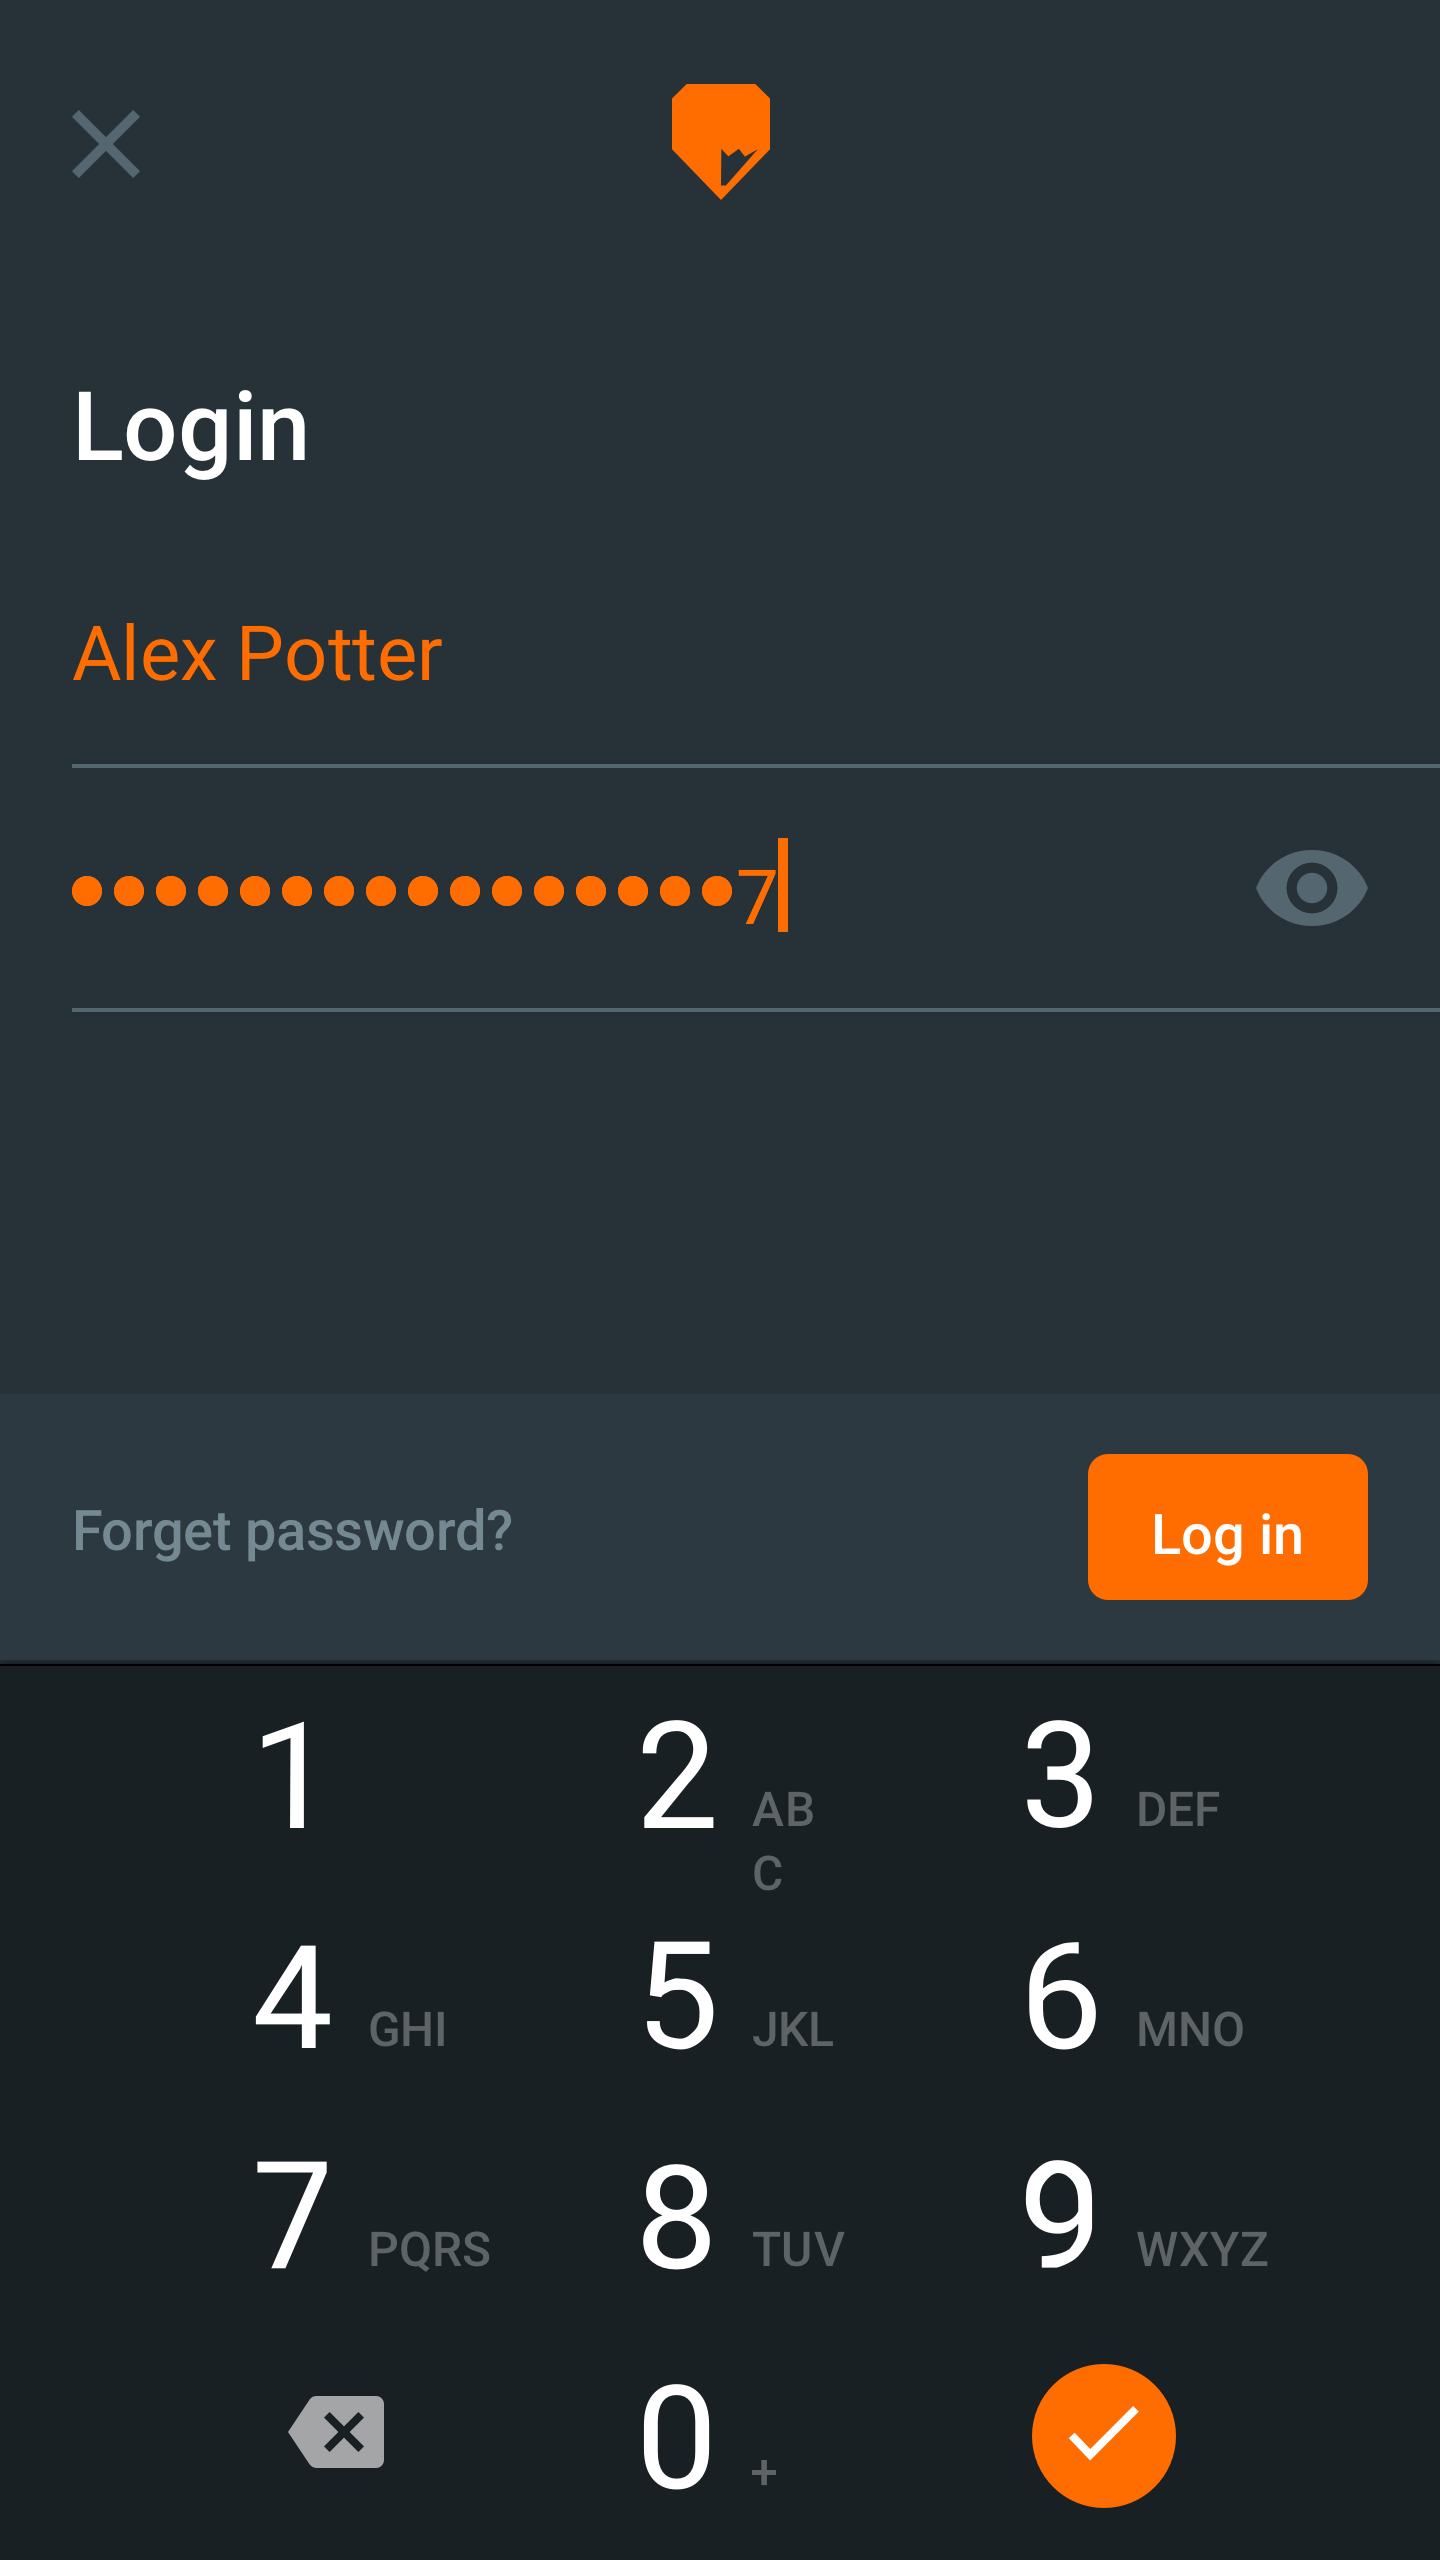 Login
Alex Potter
••••••••••••••••7
Forget password?
Log in
1
2 AB
C
3 DEF
4 GHI
5 JKL
6 MNO
7 PQRS
8 TUV
9 WXYZ
0 +